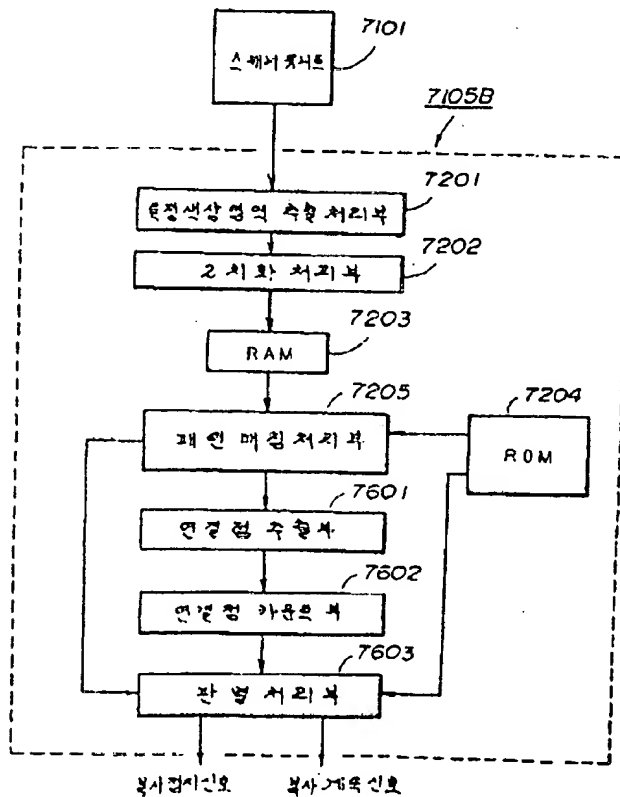 7101
스캐너 유니트
7105B
7201
특정색상영역 추출처리부
7202
2치화 처리부
7203
RAM
7205
7204
패턴 매칭처리부
ROM
7601
연결점 추출부
7602
연결점 카운트부
7603
판별처리부
복사정지신호
복사계속신호